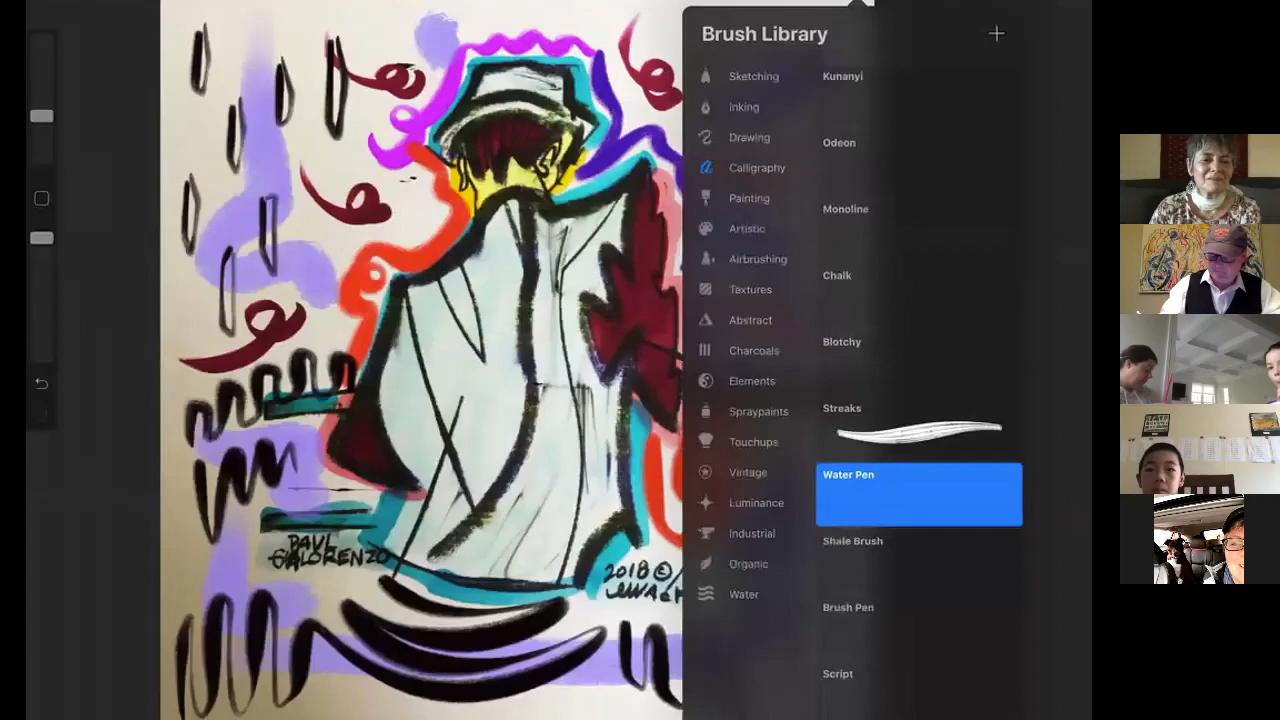 Brush Library
Sketching
Inking
Drawing
Calligraphy
Painting
Artistic
Airbrushing
Textures
Abstract
Charcoals
Elements
Spraypaints
Touchups
Vintage
Luminance
Industrial
Organic
Water
Kunanyi
Odeon
Monoline
Chalk
Blotchy
Streaks
Water Pen
Shale Brush
Brush Pen
Script
PAUL
GIALORENZO
2018 ©